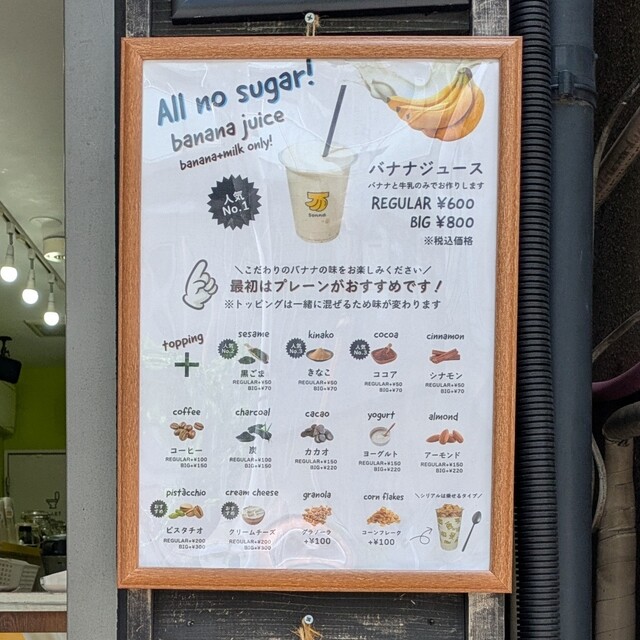 All no sugar!
banana juice
banana+milk only!
人気
No.1
sonna
バナナジュース
バナナと牛乳のみでお作りします
REGULAR ¥600
BIG ¥800
※税込価格
＼こだわりのバナナの味をお楽しみください／
最初はプレーンがおすすめです！
※トッピングは一緒に混ぜるため味が変わります
topping
+
sesame
人気
No.2
黒ごま
REGULAR+¥50
BIG+¥70
kinako
人気
No.3
きなこ
REGULAR+¥50
BIG+¥70
cocoa
人気
ココア
REGULAR+¥50
BIG+¥70
cinnamon
シナモン
REGULAR+¥50
BIG+¥70
coffee
コーヒー
REGULAR+¥100
BIG+¥150
charcoal
炭
REGULAR+¥100
BIG+¥150
cacao
カカオ
REGULAR+¥150
BIG+¥220
yogurt
ヨーグルト
REGULAR+¥150
BIG+¥220
almond
アーモンド
REGULAR+¥150
BIG+¥220
pistacchio
おすすめ
ピスタチオ
REGULAR+¥200
BIG+¥300
cream cheese
おすすめ
クリームチーズ
REGULAR+¥200
BIG+¥300
granola
グラノーラ
+¥100
corn flakes
コーンフレーク
+¥100
＼シリアルは乗せるタイプ／